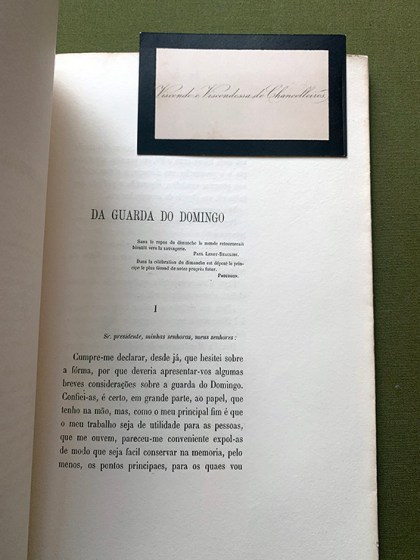 Visconde e Viscondessa de Chancelleiros
DA GUARDA DO DOMINGO
Sans le repos du dimanche le monde retournerait
bientôt vers la sauvagerie.
PAUL LEROY-BEAULIEU.
Dans la célébration du dimanche est déposé le prin-
cipe le plus fécond de notre propre futur.
PROUDHON.
I
Sr. presidente, minhas senhoras, meus senhores:
Cumpre-me declarar, desde já, que hesitei sobre
a fórma, por que deveria apresentar-vos algumas
breves considerações sobre a guarda do Domingo.
Confiei-as, é certo, em grande parte, ao papel, que
tenho na mão, mas, como o meu principal fim é que
o meu trabalho seja de utilidade para as pessoas,
que me ouvem, pareceu-me conveniente expol-as
de modo que seja facil conservar na memoria, pelo
menos, os pontos principaes, para os quaes vou